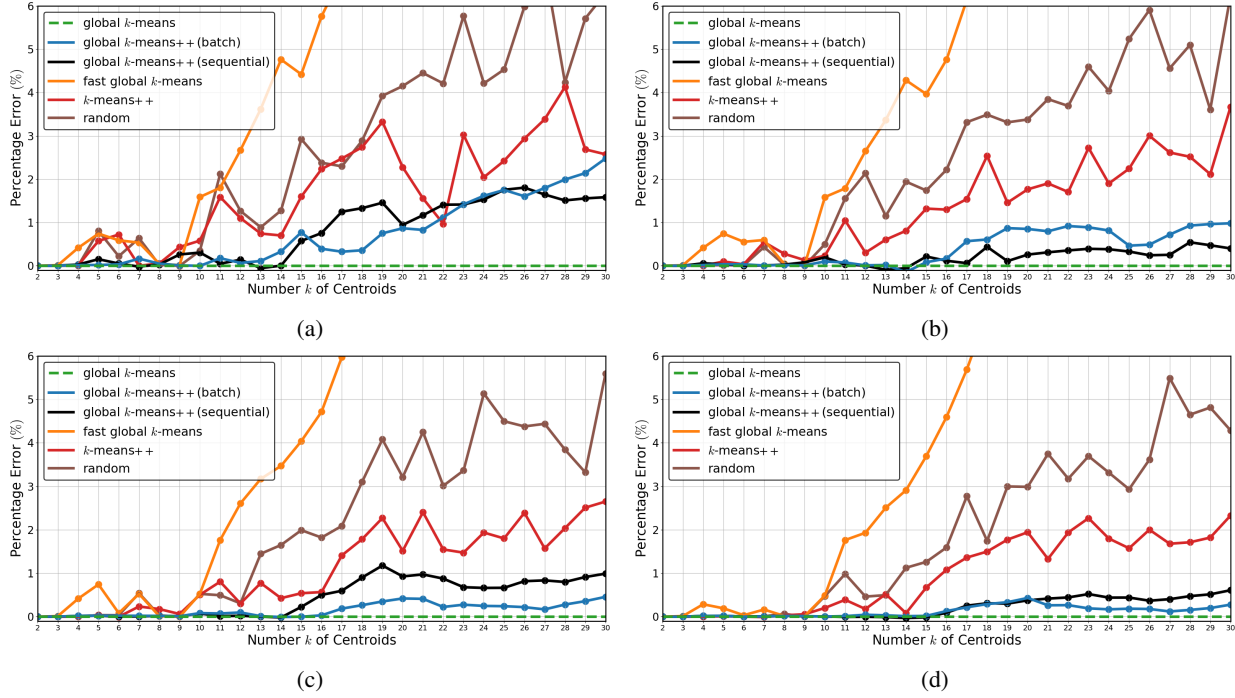 Percentage Error (%)
6
5
4
3
2
1
0
global k-means
global k-means++ (batch)
global k-means++ (sequential)
fast global k-means
k-means++
random
2 3 4 5 6 7 8 9 10 11 12 13 14 15 16 17 18 19 20 21 22 23 24 25 26 27 28 29 30
Number k of Centroids
(a)
Percentage Error (%)
6
5
4
3
2
1
0
global k-means
global k-means++ (batch)
global k-means++ (sequential)
fast global k-means
k-means++
random
2 3 4 5 6 7 8 9 10 11 12 13 14 15 16 17 18 19 20 21 22 23 24 25 26 27 28 29 30
Number k of Centroids
(b)
Percentage Error (%)
6
5
4
3
2
1
0
global k-means
global k-means++ (batch)
global k-means++ (sequential)
fast global k-means
k-means++
random
2 3 4 5 6 7 8 9 10 11 12 13 14 15 16 17 18 19 20 21 22 23 24 25 26 27 28 29 30
Number k of Centroids
(c)
Percentage Error (%)
6
5
4
3
2
1
0
global k-means
global k-means++ (batch)
global k-means++ (sequential)
fast global k-means
k-means++
random
2 3 4 5 6 7 8 9 10 11 12 13 14 15 16 17 18 19 20 21 22 23 24 25 26 27 28 29 30
Number k of Centroids
(d)